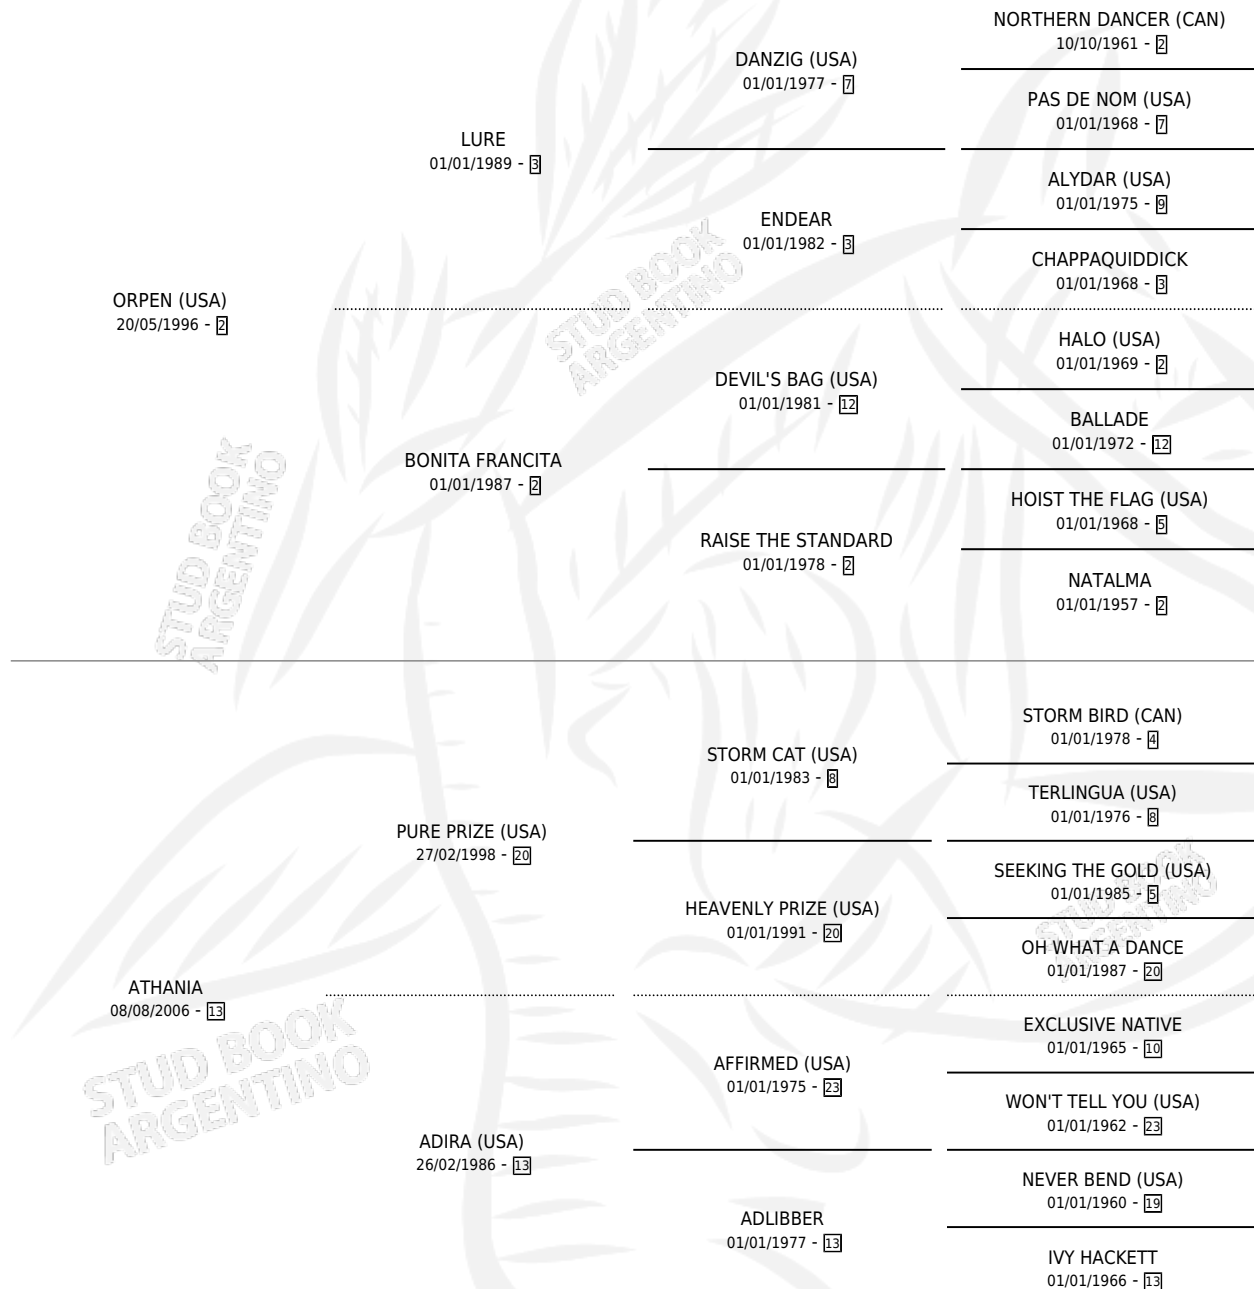 NORTHERN DANCER (CAN)
10/10/1961 - 2
DANZIG (USA)
01/01/1977 - 7
PAS DE NOM (USA)
01/01/1968 - 7
LURE
01/01/1989 - 3
ALYDAR (USA)
01/01/1975 - 9
ENDEAR
01/01/1982 - 3
CHAPPAQUIDDICK
01/01/1968 - 3
STUD BOOK
ARGENTINO
ORPEN (USA)
20/05/1996 - 2
HALO (USA)
01/01/1969 - 2
DEVIL'S BAG (USA)
01/01/1981 - 12
BALLADE
01/01/1972 - 12
BONITA FRANCITA
01/01/1987 - 2
HOIST THE FLAG (USA)
01/01/1968 - 5
RAISE THE STANDARD
01/01/1978 - 2
NATALMA
01/01/1957 - 2
STUD BOOK
ARGENTINO
STORM BIRD (CAN)
01/01/1978 - 4
STORM CAT (USA)
01/01/1983 - 8
TERLINGUA (USA)
01/01/1976 - 8
PURE PRIZE (USA)
27/02/1998 - 20
SEEKING THE GOLD (USA)
01/01/1985 - 5
HEAVENLY PRIZE (USA)
01/01/1991 - 20
OH WHAT A DANCE
01/01/1987 - 20
STUD BOOK
ARGENTINO
ATHANIA
08/08/2006 - 13
EXCLUSIVE NATIVE
01/01/1965 - 10
AFFIRMED (USA)
01/01/1975 - 23
WON'T TELL YOU (USA)
01/01/1962 - 23
STUD BOOK
ARGENTINO
ADIRA (USA)
26/02/1986 - 13
NEVER BEND (USA)
01/01/1960 - 19
ADLIBBER
01/01/1977 - 13
IVY HACKETT
01/01/1966 - 13